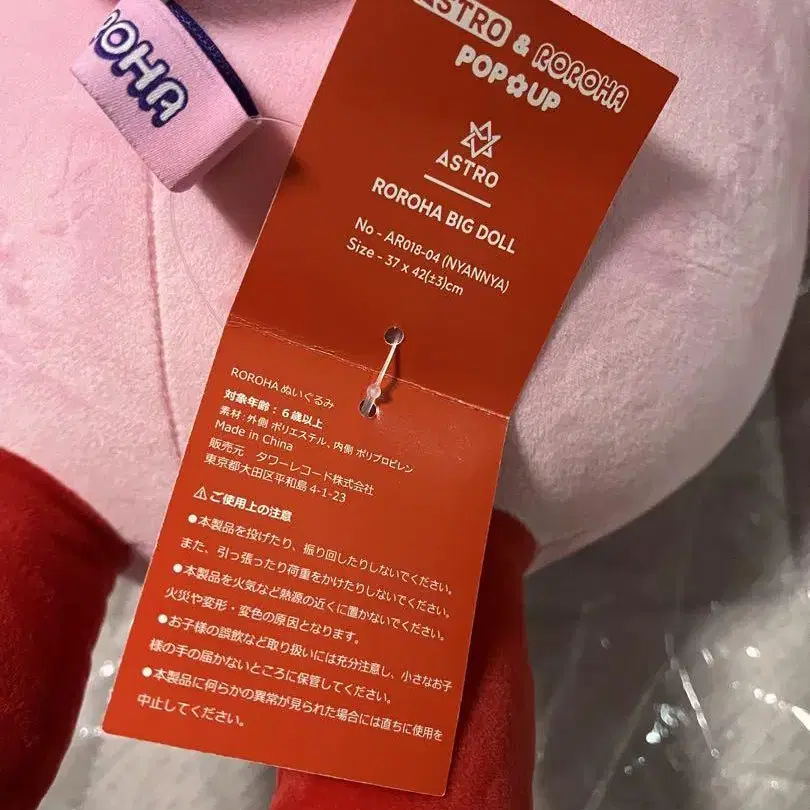 OHA
ASTRO & ROROHA
POP UP
ASTRO
ROROHA BIG DOLL
No - AR018-04 (NYANNYA)
Size - 37 x 42(±3)cm
ROROHA ぬいぐるみ
対象年齢：６歳以上
素材：外側 ポリエステル、内側 ポリプロピレン
Made in China
販売元　タワーレコード株式会社
東京都大田区平和島 4-1-23
⚠ご使用上の注意
●本製品を投げたり、振り回したりしないでください。
また、引っ張ったり荷重をかけたりしないでください。
●本製品を火気など熱源の近くに置かないでください。
火災や変形・変色の原因となります。
●お子様の誤飲など取り扱いには充分注意し、小さなお子
様の手の届かないところに保管してください。
●本製品に何らかの異常が見られた場合には直ちに使用を
中止してください。